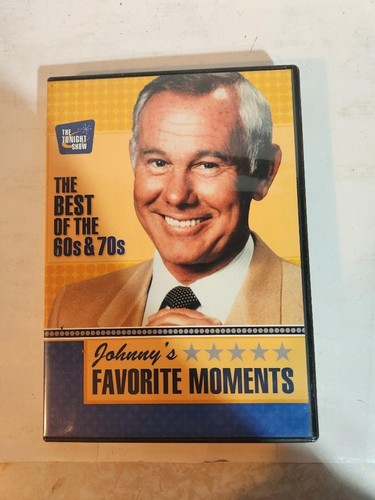 THE
TONIGHT
SHOW
THE
BEST
OF THE
60s & 70s
Johnny's
FAVORITE MOMENTS